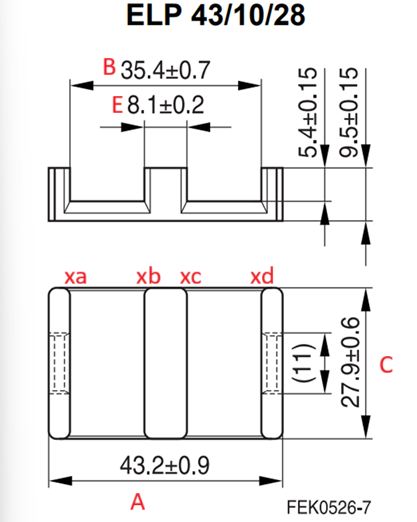 ELP 43/10/28
B 35.4±0.7
E 8.1±0.2
5.4±0.15
9.5±0.15
xa xb xc xd
(11)
27.9±0.6
C
43.2±0.9
A
FEK0526-7